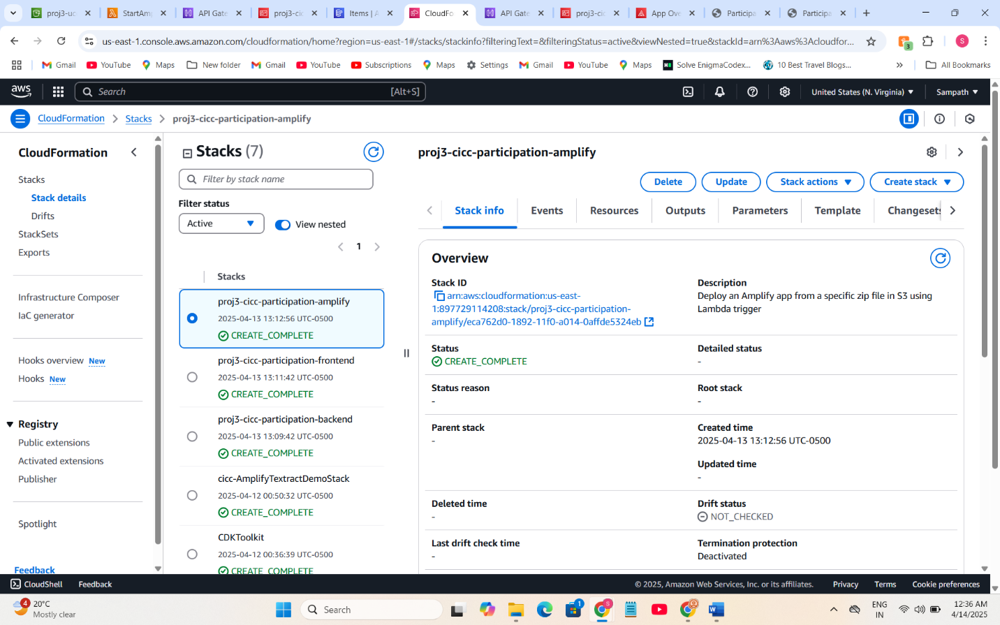 proj3-uc
StartAm
API Gate
proj3-ci
Items | A
CloudFo
API Gate
proj3-ci
App Ove
Participa
Participa
us-east-1.console.aws.amazon.com/cloudformation/home?region=us-east-1#/stacks/stackinfo?filteringText=&filteringStatus=active&viewNested=true&stackId=arn%3Aaws%3Acloudfor...
3
S
Gmail
YouTube
Maps
New folder
Gmail
YouTube
Subscriptions
Maps
Settings
Gmail
YouTube
Maps
Solve EnigmaCodex...
10 Best Travel Blogs...
»
All Bookmarks
aws
Search
[Alt+S]
United States (N. Virginia)
Sampath
CloudFormation
Stacks
proj3-cicc-participation-amplify
CloudFormation
Stacks
Stack details
Drifts
StackSets
Exports
Infrastructure Composer
IaC generator
Hooks overview New
Hooks New
Registry
Public extensions
Activated extensions
Publisher
Spotlight
Feedback
Stacks (7)
Filter by stack name
Filter status
Active
View nested
1
Stacks
proj3-cicc-participation-amplify
2025-04-13 13:12:56 UTC-0500
CREATE_COMPLETE
proj3-cicc-participation-frontend
2025-04-13 13:11:42 UTC-0500
CREATE_COMPLETE
proj3-cicc-participation-backend
2025-04-13 13:09:42 UTC-0500
CREATE_COMPLETE
cicc-AmplifyTextractDemoStack
2025-04-12 00:50:32 UTC-0500
CREATE_COMPLETE
CDKToolkit
2025-04-12 00:36:39 UTC-0500
CREATE_COMPLETE
proj3-cicc-participation-amplify
Delete
Update
Stack actions
Create stack
Stack info
Events
Resources
Outputs
Parameters
Template
Changesets
Overview
Stack ID
arn:aws:cloudformation:us-east-
1:897729114208:stack/proj3-cicc-participation-
amplify/eca762d0-1892-11f0-a014-0affde5324eb
Description
Deploy an Amplify app from a specific zip file in S3 using
Lambda trigger
Status
CREATE_COMPLETE
Detailed status
-
Status reason
-
Root stack
-
Parent stack
-
Created time
2025-04-13 13:12:56 UTC-0500
Updated time
-
Deleted time
-
Drift status
NOT_CHECKED
Last drift check time
-
Termination protection
Deactivated
CloudShell
Feedback
© 2025, Amazon Web Services, Inc. or its affiliates.
Privacy
Terms
Cookie preferences
4
20°C
Mostly clear
Search
1
S
ENG
IN
12:36 AM
4/14/2025